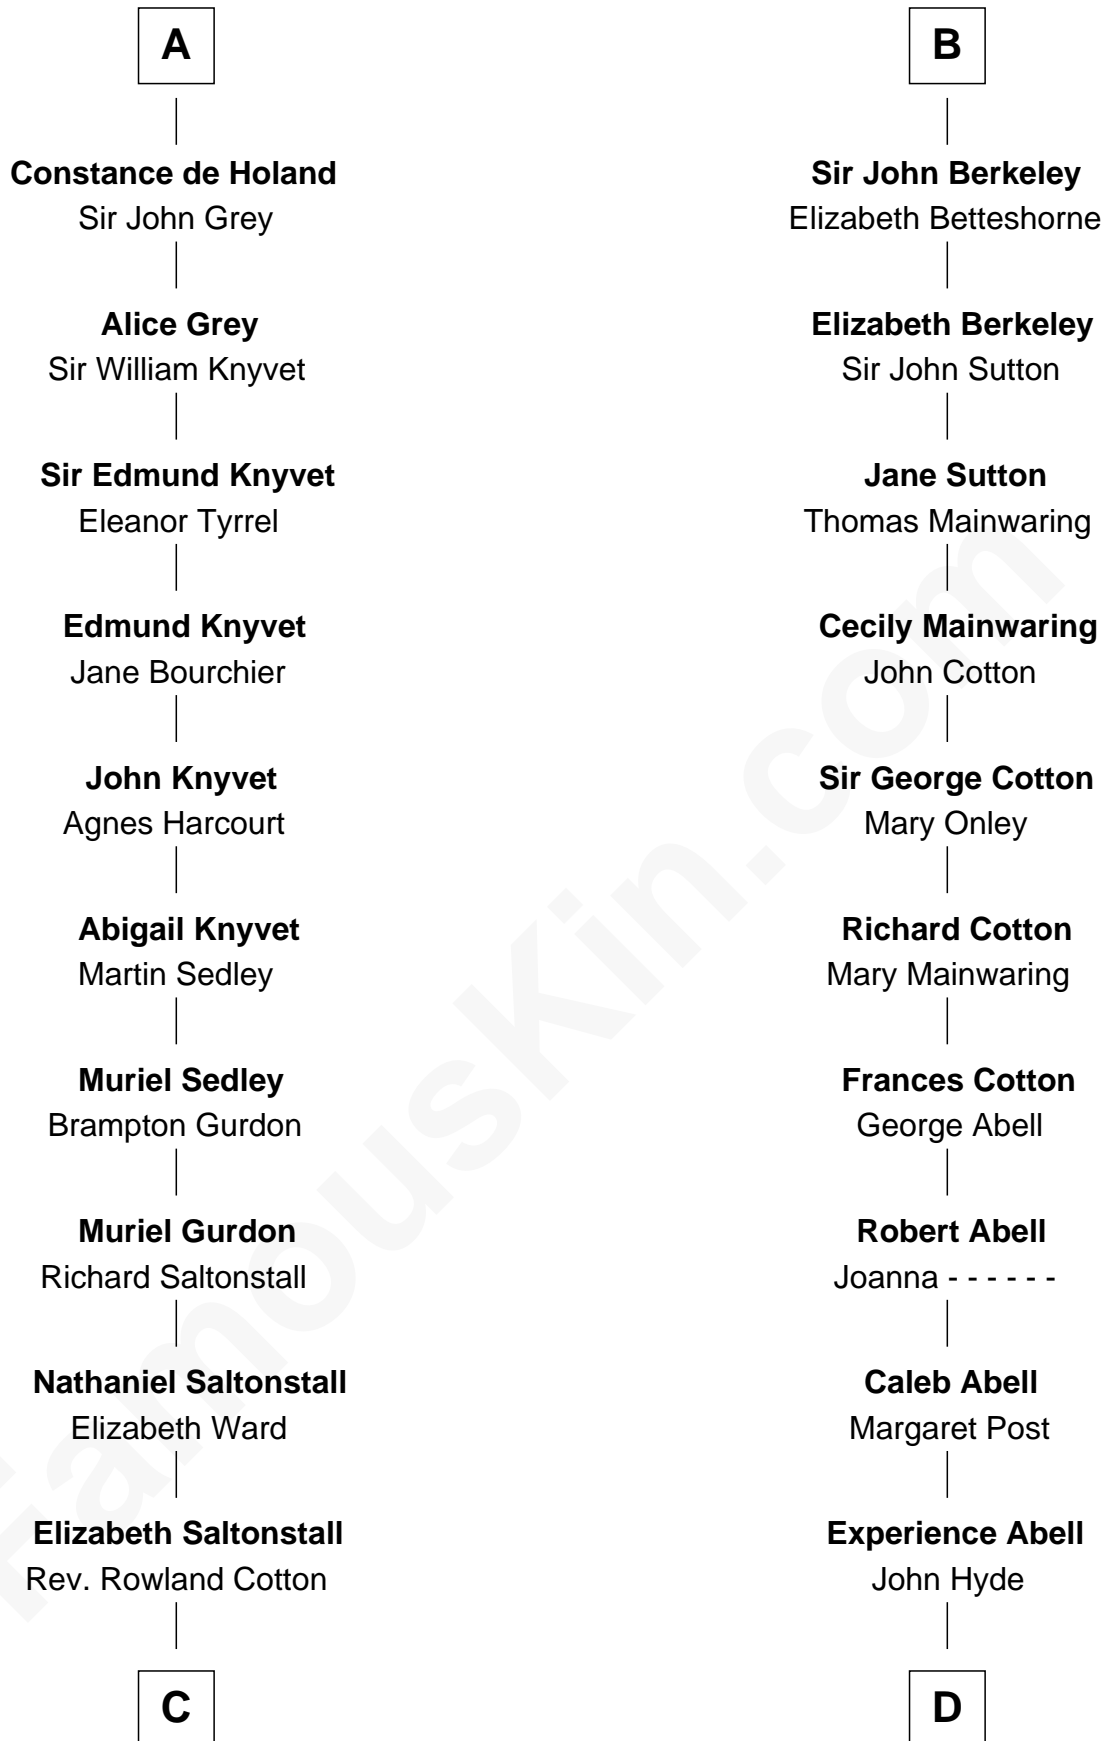 A
Constance de Holand
Sir John Grey
Alice Grey
Sir William Knyvet
Sir Edmund Knyvet
Eleanor Tyrrel
Edmund Knyvet
Jane Bourchier
John Knyvet
Agnes Harcourt
Abigail Knyvet
Martin Sedley
Muriel Sedley
Brampton Gurdon
Muriel Gurdon
Richard Saltonstall
Nathaniel Saltonstall
Elizabeth Ward
Elizabeth Saltonstall
Rev. Rowland Cotton
C
B
Sir John Berkeley
Elizabeth Betteshorne
Elizabeth Berkeley
Sir John Sutton
Jane Sutton
Thomas Mainwaring
Cecily Mainwaring
John Cotton
Sir George Cotton
Mary Onley
Richard Cotton
Mary Mainwaring
Frances Cotton
George Abell
Robert Abell
Joanna - - - - - -
Caleb Abell
Margaret Post
Experience Abell
John Hyde
D
FamousKin.com